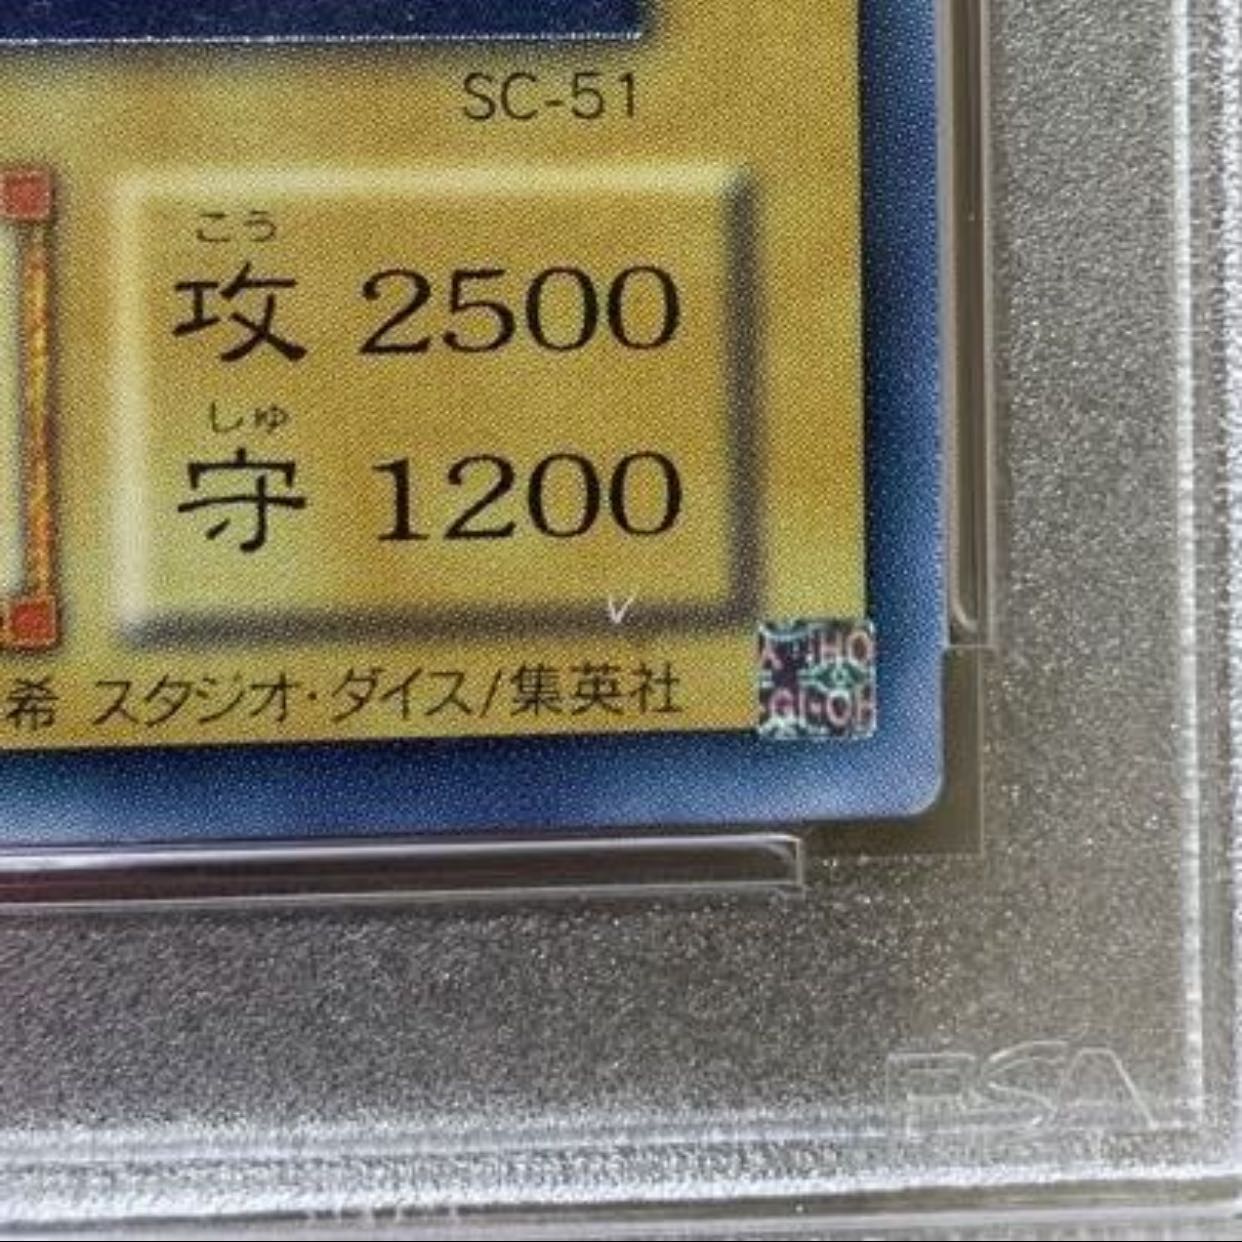 SC-51
こう
攻 2500
しゅ
守 1200
希 スタジオ・ダイス/集英社
PSA